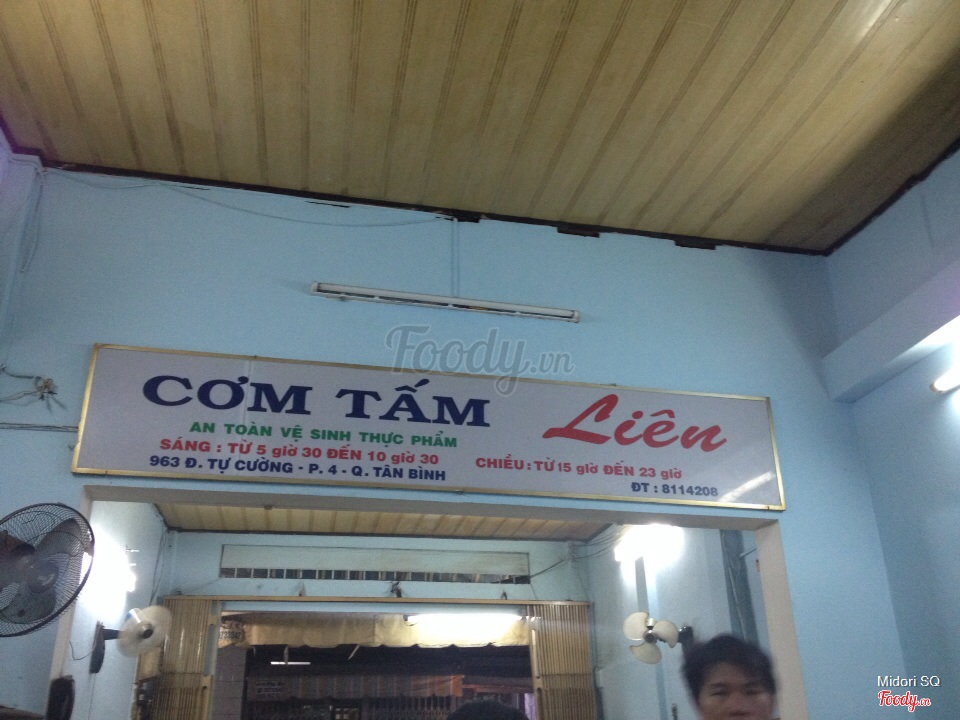 Foody.vn
CƠM TẤM Liên
AN TOÀN VỆ SINH THỰC PHẨM
SÁNG : TỪ 5 giờ 30 ĐẾN 10 giờ 30
CHIỀU : TỪ 15 giờ ĐẾN 23 giờ
963 Đ. TỰ CƯỜNG - P. 4 - Q. TÂN BÌNH
ĐT : 8114208
Midori SQ
Foody.vn